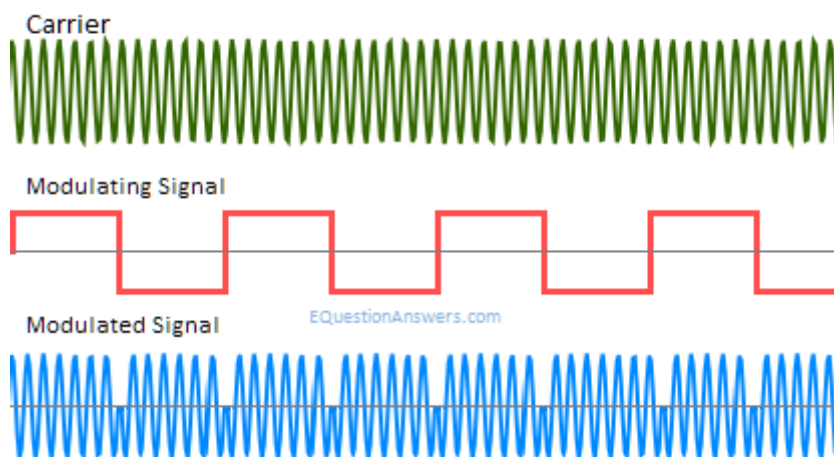 Carrier
Modulating Signal
EQuestionAnswers.com
Modulated Signal